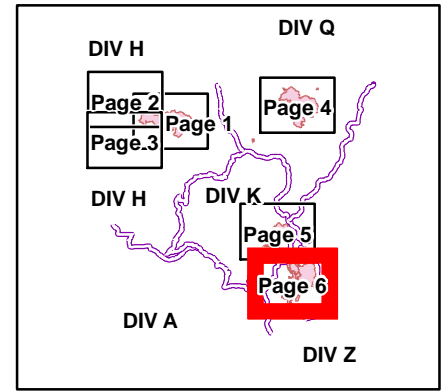 DIV Q
DIV H
Page 2
Page 1
Page 4
Page 3
DIV H
DIV K
Page 5
Page 6
DIV A
DIV Z